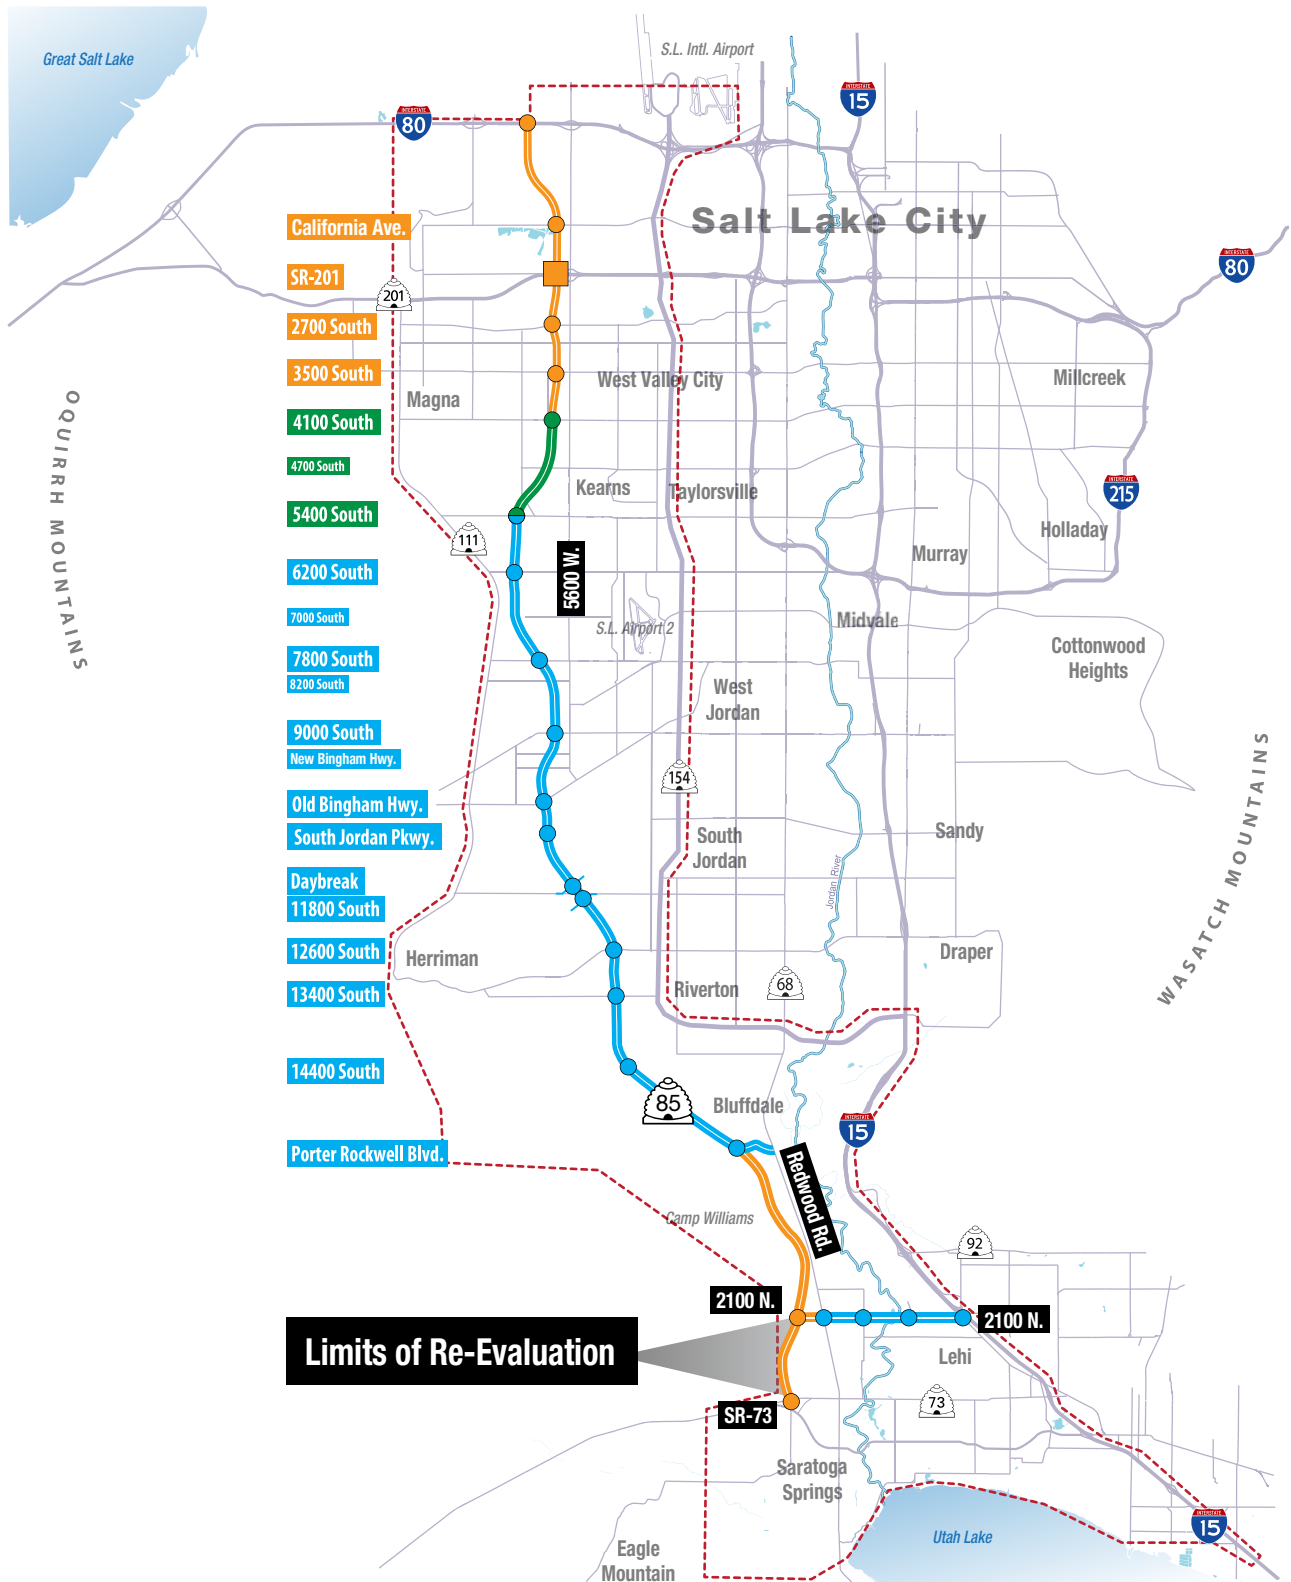 Great Salt Lake
S.L. Intl. Airport
INTERSTATE
15
INTERSTATE
80
Salt Lake City
California Ave.
INTERSTATE
80
SR-201
201
2700 South
3500 South
West Valley City
Millcreek
Magna
4100 South
OQUIRRH MOUNTAINS
4700 South
Kearns
Taylorsville
INTERSTATE
215
5400 South
111
Holladay
Murray
6200 South
5600 W.
7000 South
S.L. Airport 2
Midvale
7800 South
Cottonwood
Heights
8200 South
West
Jordan
9000 South
New Bingham Hwy.
154
Old Bingham Hwy.
South Jordan Pkwy.
South
Jordan
Sandy
WASATCH MOUNTAINS
Jordan River
Daybreak
11800 South
12600 South
Herriman
Draper
13400 South
Riverton
68
14400 South
85
Bluffdale
INTERSTATE
15
Porter Rockwell Blvd.
Redwood Rd.
Camp Williams
92
2100 N.
2100 N.
Limits of Re-Evaluation
Lehi
73
SR-73
Saratoga
Springs
INTERSTATE
15
Utah Lake
Eagle
Mountain